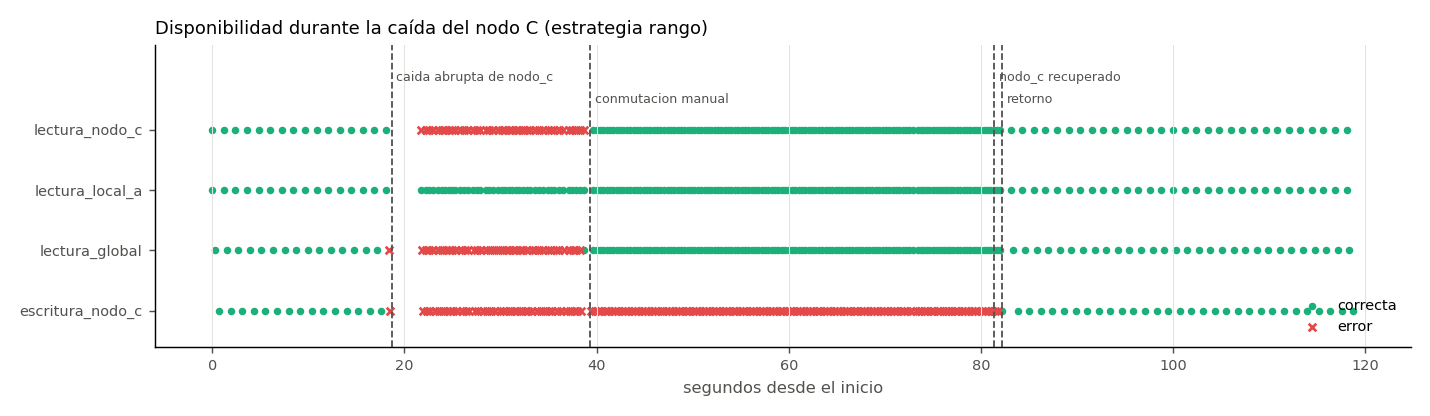 Disponibilidad durante la caída del nodo C (estrategia rango)
caida abrupta de nodo_c
nodo_c recuperado
conmutacion manual
retorno
lectura_nodo_c
lectura_local_a
lectura_global
escritura_nodo_c
correcta
error
0 20 40 60 80 100 120
segundos desde el inicio